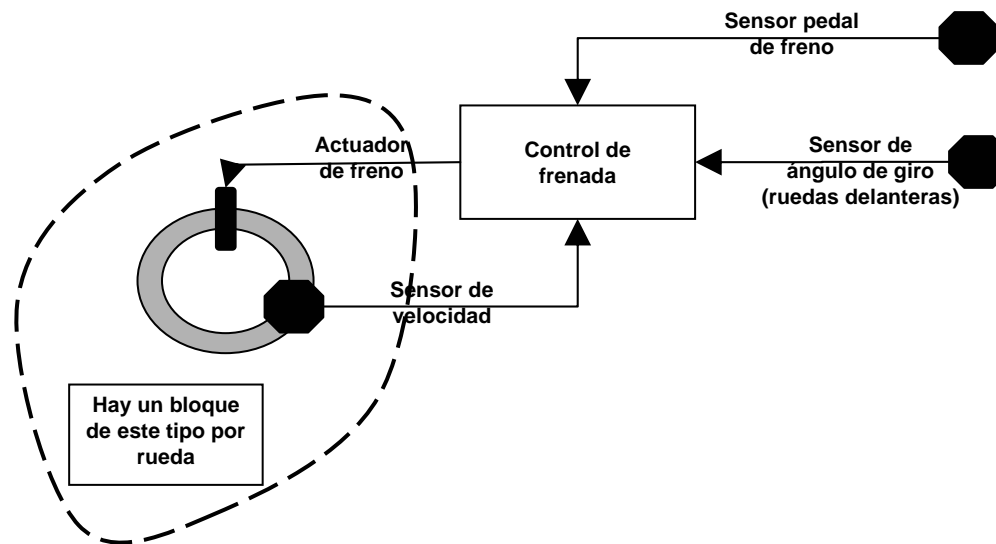 Sensor pedal
de freno
Actuador
de freno
Control de
frenada
Sensor de
ángulo de giro
(ruedas delanteras)
Sensor de
velocidad
Hay un bloque
de este tipo por
rueda